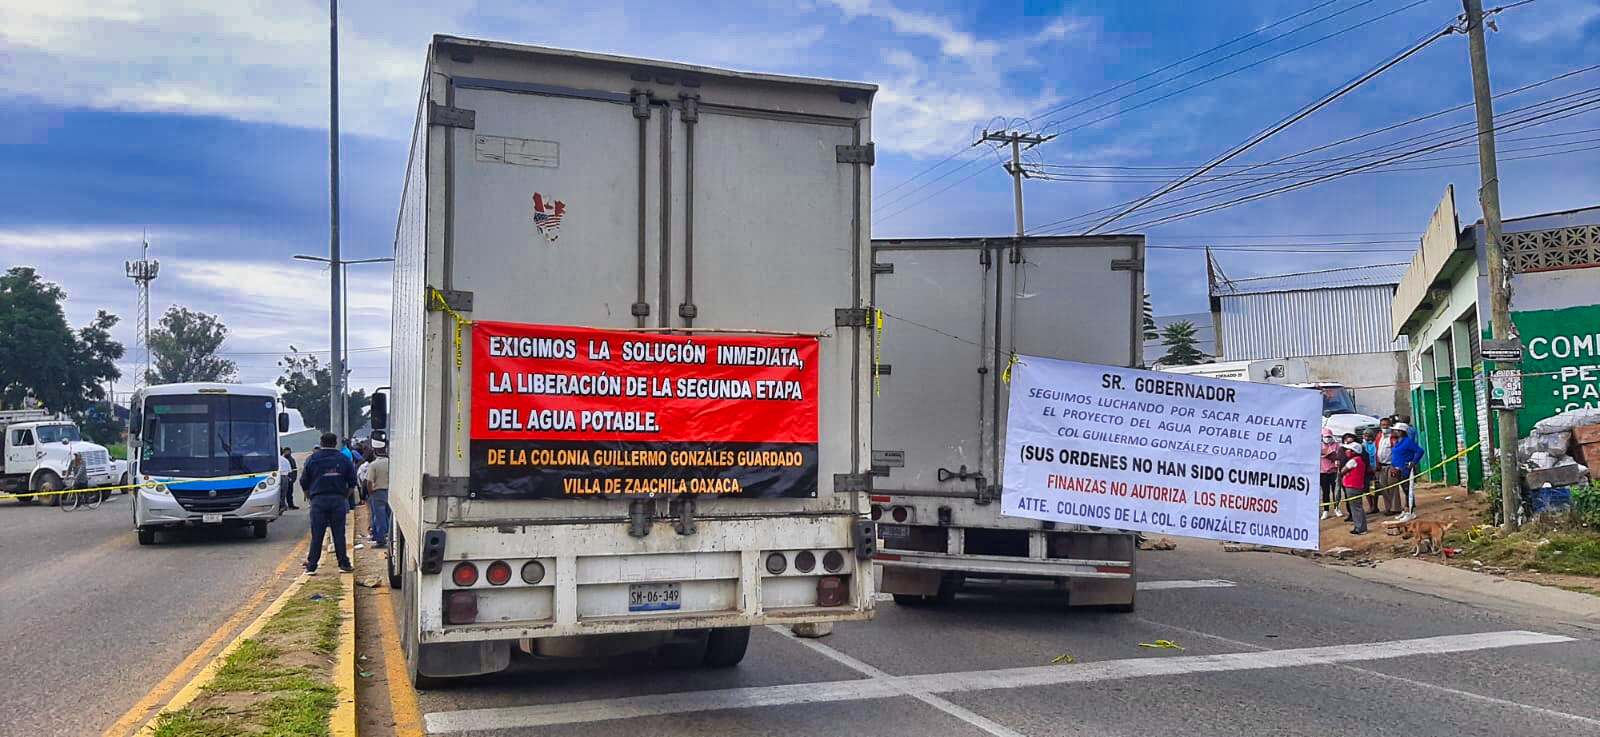 EXIGIMOS LA SOLUCIÓN INMEDIATA,
LA LIBERACIÓN DE LA SEGUNDA ETAPA
DEL AGUA POTABLE.
DE LA COLONIA GUILLERMO GONZÁLES GUARDADO
VILLA DE ZAACHILA OAXACA.
SR. GOBERNADOR
SEGUIMOS LUCHANDO POR SACAR ADELANTE
EL PROYECTO DEL AGUA POTABLE DE LA
COL GUILLERMO GONZÁLEZ GUARDADO
(SUS ORDENES NO HAN SIDO CUMPLIDAS)
FINANZAS NO AUTORIZA LOS RECURSOS
ATTE. COLONOS DE LA COL. G GONZÁLEZ GUARDADO
SM-06-349
COM